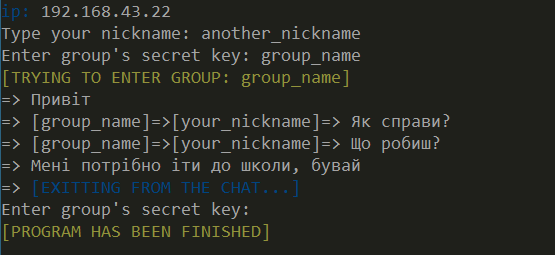 ip: 192.168.43.22
Type your nickname: another_nickname
Enter group's secret key: group_name
[TRYING TO ENTER GROUP: group_name]
=> Привіт
=> [group_name]=>[your_nickname]=> Як справи?
=> [group_name]=>[your_nickname]=> Що робиш?
=> Мені потрібно іти до школи, бувай
=> [EXITTING FROM THE CHAT...]
Enter group's secret key:
[PROGRAM HAS BEEN FINISHED]